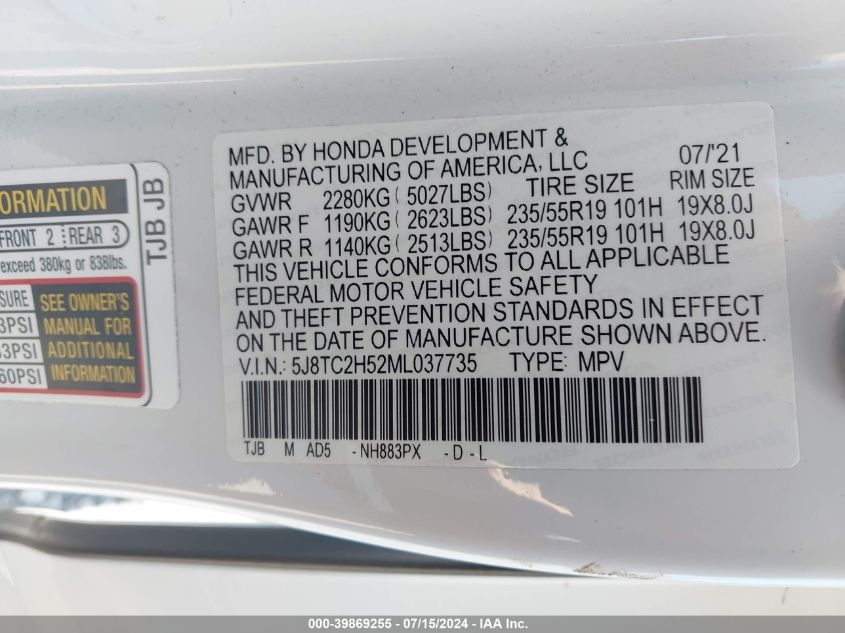 ORMATION
FRONT 2 REAR 3
exceed 380kg or 838lbs.
SURE
3PSI
33PSI
60PSI
SEE OWNER'S
MANUAL FOR
ADDITIONAL
INFORMATION
TJB JB
MFD. BY HONDA DEVELOPMENT &
MANUFACTURING OF AMERICA, LLC 07/'21
GVWR 2280KG ( 5027LBS) TIRE SIZE RIM SIZE
GAWR F 1190KG ( 2623LBS) 235/55R19 101H 19X8.0J
GAWR R 1140KG ( 2513LBS) 235/55R19 101H 19X8.0J
THIS VEHICLE CONFORMS TO ALL APPLICABLE
FEDERAL MOTOR VEHICLE SAFETY
AND THEFT PREVENTION STANDARDS IN EFFECT
ON THE DATE OF MANUFACTURE SHOWN ABOVE.
V.I.N.: 5J8TC2H52ML037735 TYPE: MPV
TJB M AD5 -NH883PX -D-L
000-39869255 - 07/15/2024 - IAA Inc.